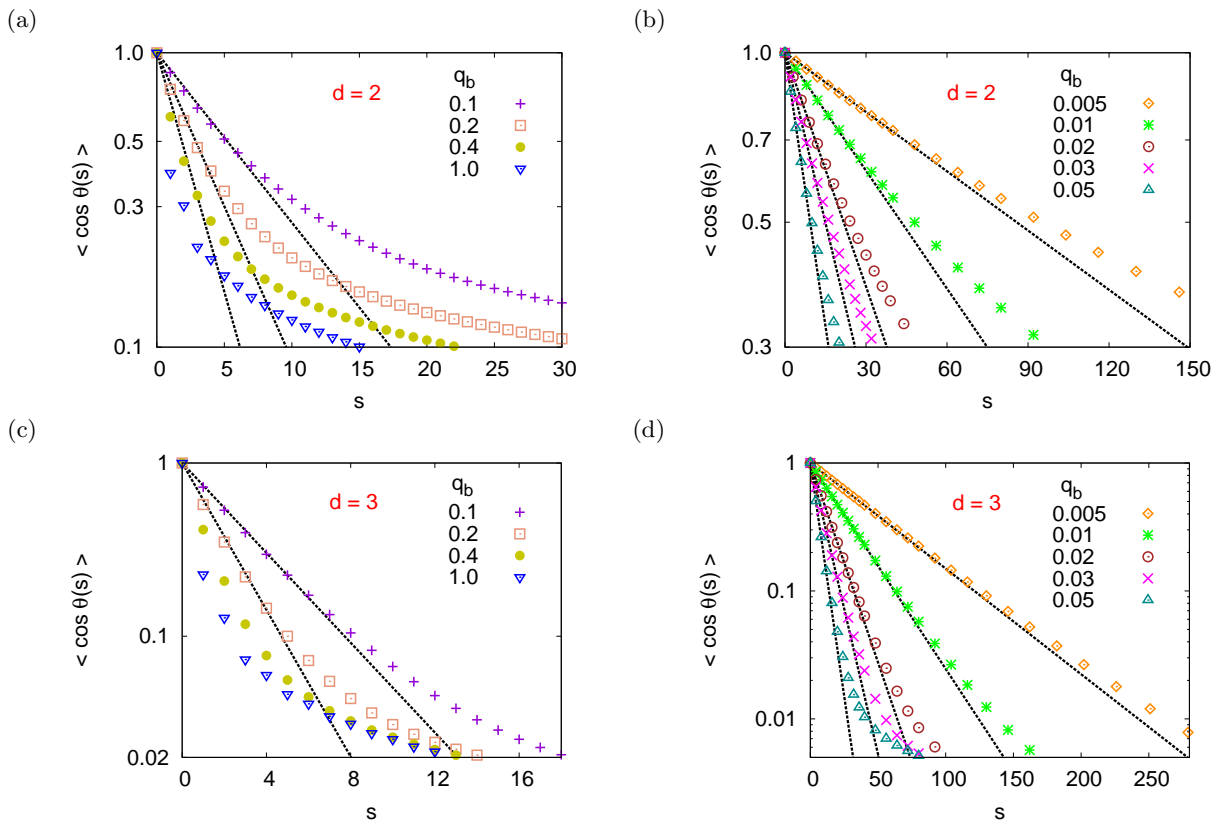 (a)
1.0
0.5
0.3
0.1
0 5 10 15 20 25 30
< cos θ(s) >
s
d = 2
q_b
0.1
0.2
0.4
1.0
(b)
1.0
0.7
0.5
0.3
0 30 60 90 120 150
< cos θ(s) >
s
d = 2
q_b
0.005
0.01
0.02
0.03
0.05
(c)
1
0.1
0.02
0 4 8 12 16
< cos θ(s) >
s
d = 3
q_b
0.1
0.2
0.4
1.0
(d)
1
0.1
0.01
0 50 100 150 200 250
< cos θ(s) >
s
d = 3
q_b
0.005
0.01
0.02
0.03
0.05